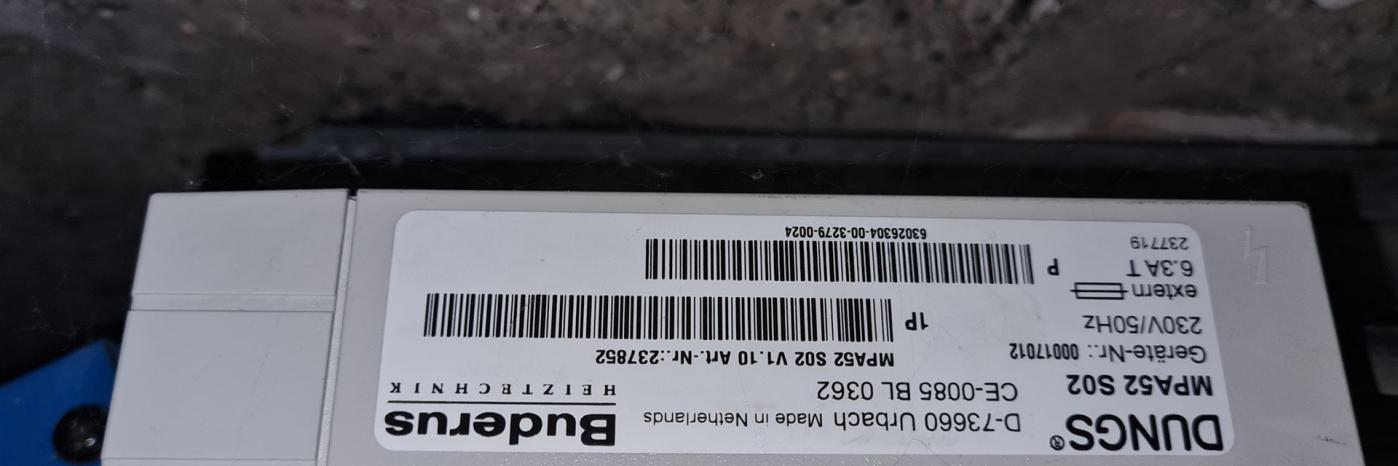 DUNGS® D-73660 Urbach Made in Netherlands Buderus
HEIZTECHNIK
MPA52 S02 CE-0085 BL 0362
Geräte-Nr.: 00017012 MPA52 S02 V1.10 Art.-Nr.:237852
230V/50Hz 1P
extern
6.3A T P
237719 63026304-00-3279-0024